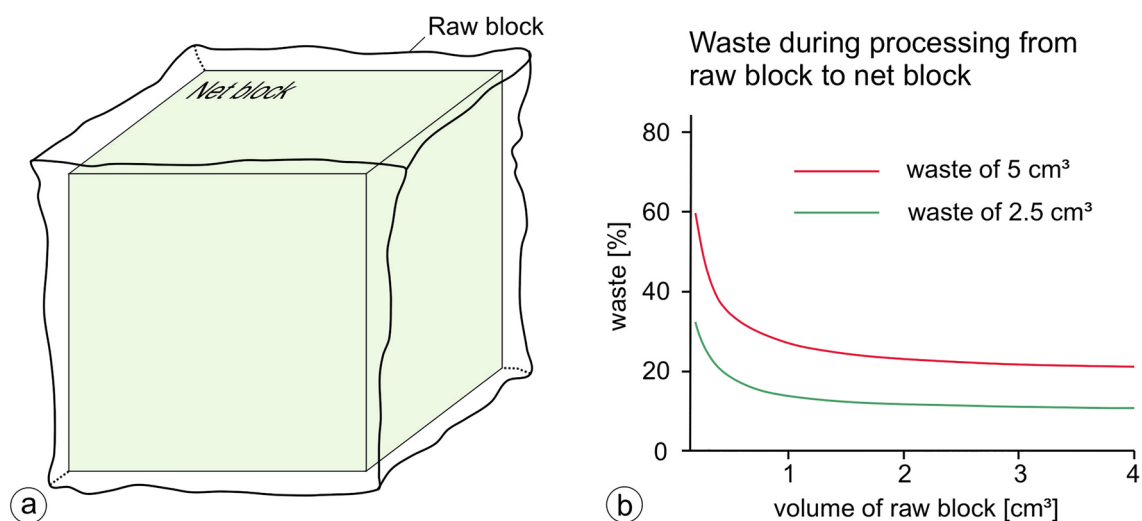 Raw block
Net block
a
Waste during processing from
raw block to net block
80
60
40
20
0
waste [%]
waste of 5 cm³
waste of 2.5 cm³
1
2
3
4
volume of raw block [cm³]
b